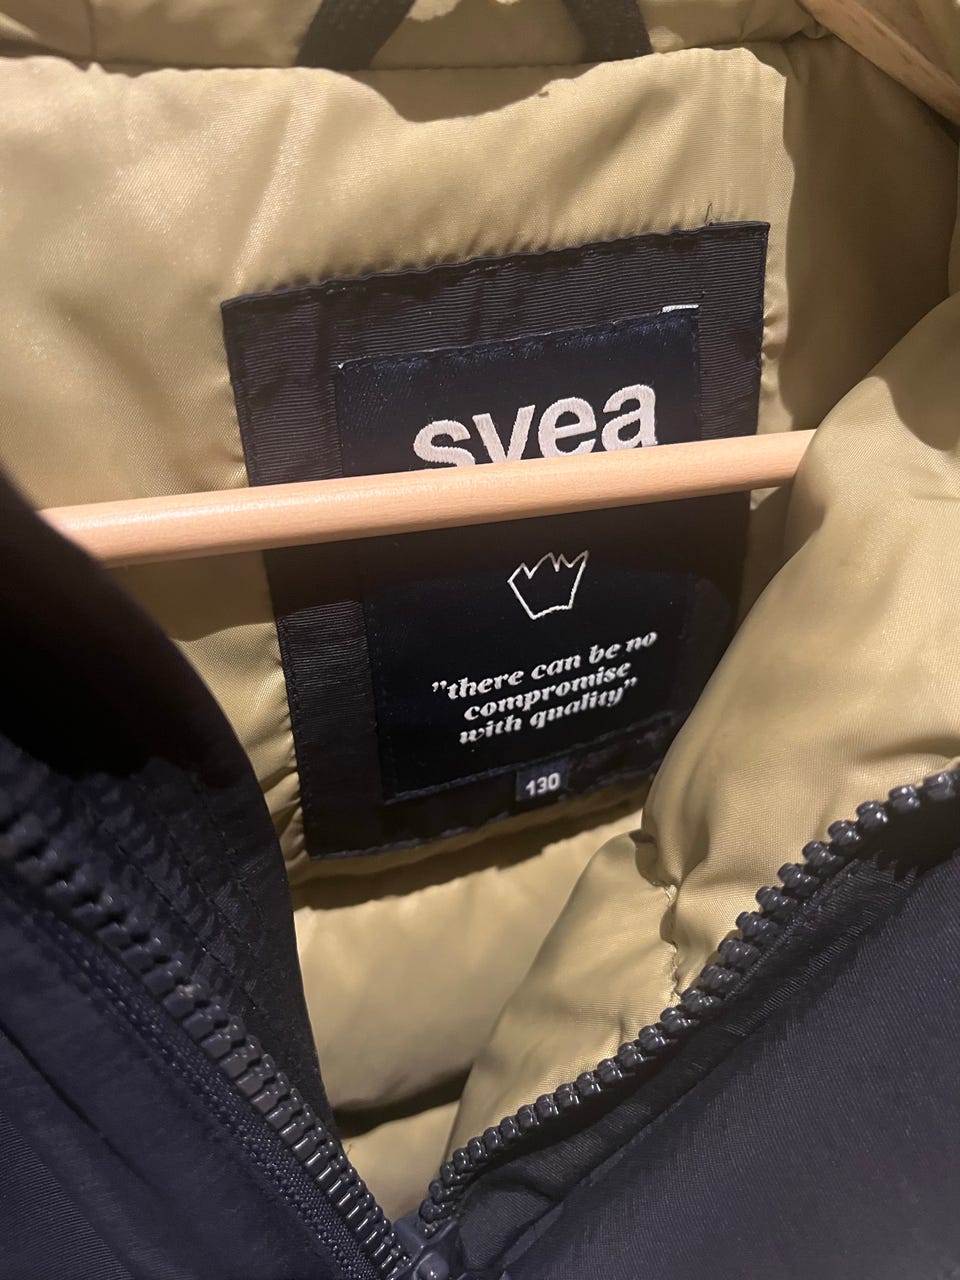 svea
”there can be no
compromise
with quality”
130